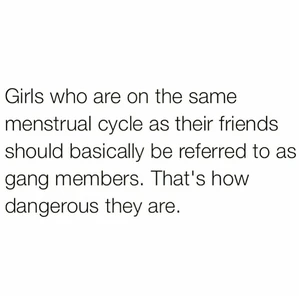 Girls who are on the same
menstrual cycle as their friends
should basically be referred to as
gang members. That's how
dangerous they are.